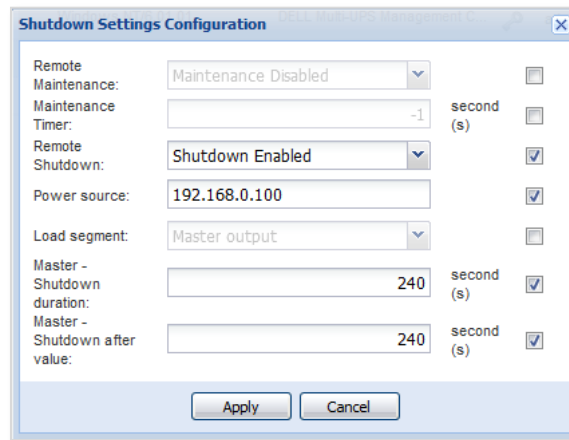 Shutdown Settings Configuration
Remote
Maintenance:
Maintenance Disabled
Maintenance
Timer:
-1
second
(s)
Remote
Shutdown:
Shutdown Enabled
Power source:
192.168.0.100
Load segment:
Master output
Master -
Shutdown
duration:
240
second
(s)
Master -
Shutdown after
value:
240
second
(s)
Apply
Cancel